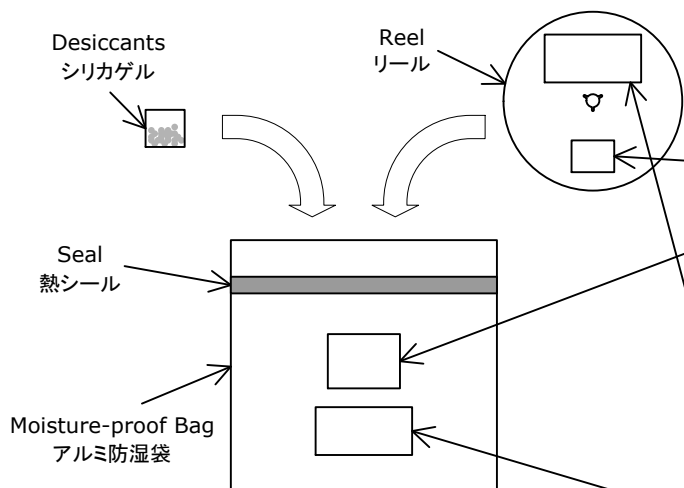 Desiccants
シリカゲル
Reel
リール
Seal
熱シール
Moisture-proof Bag
アルミ防湿袋